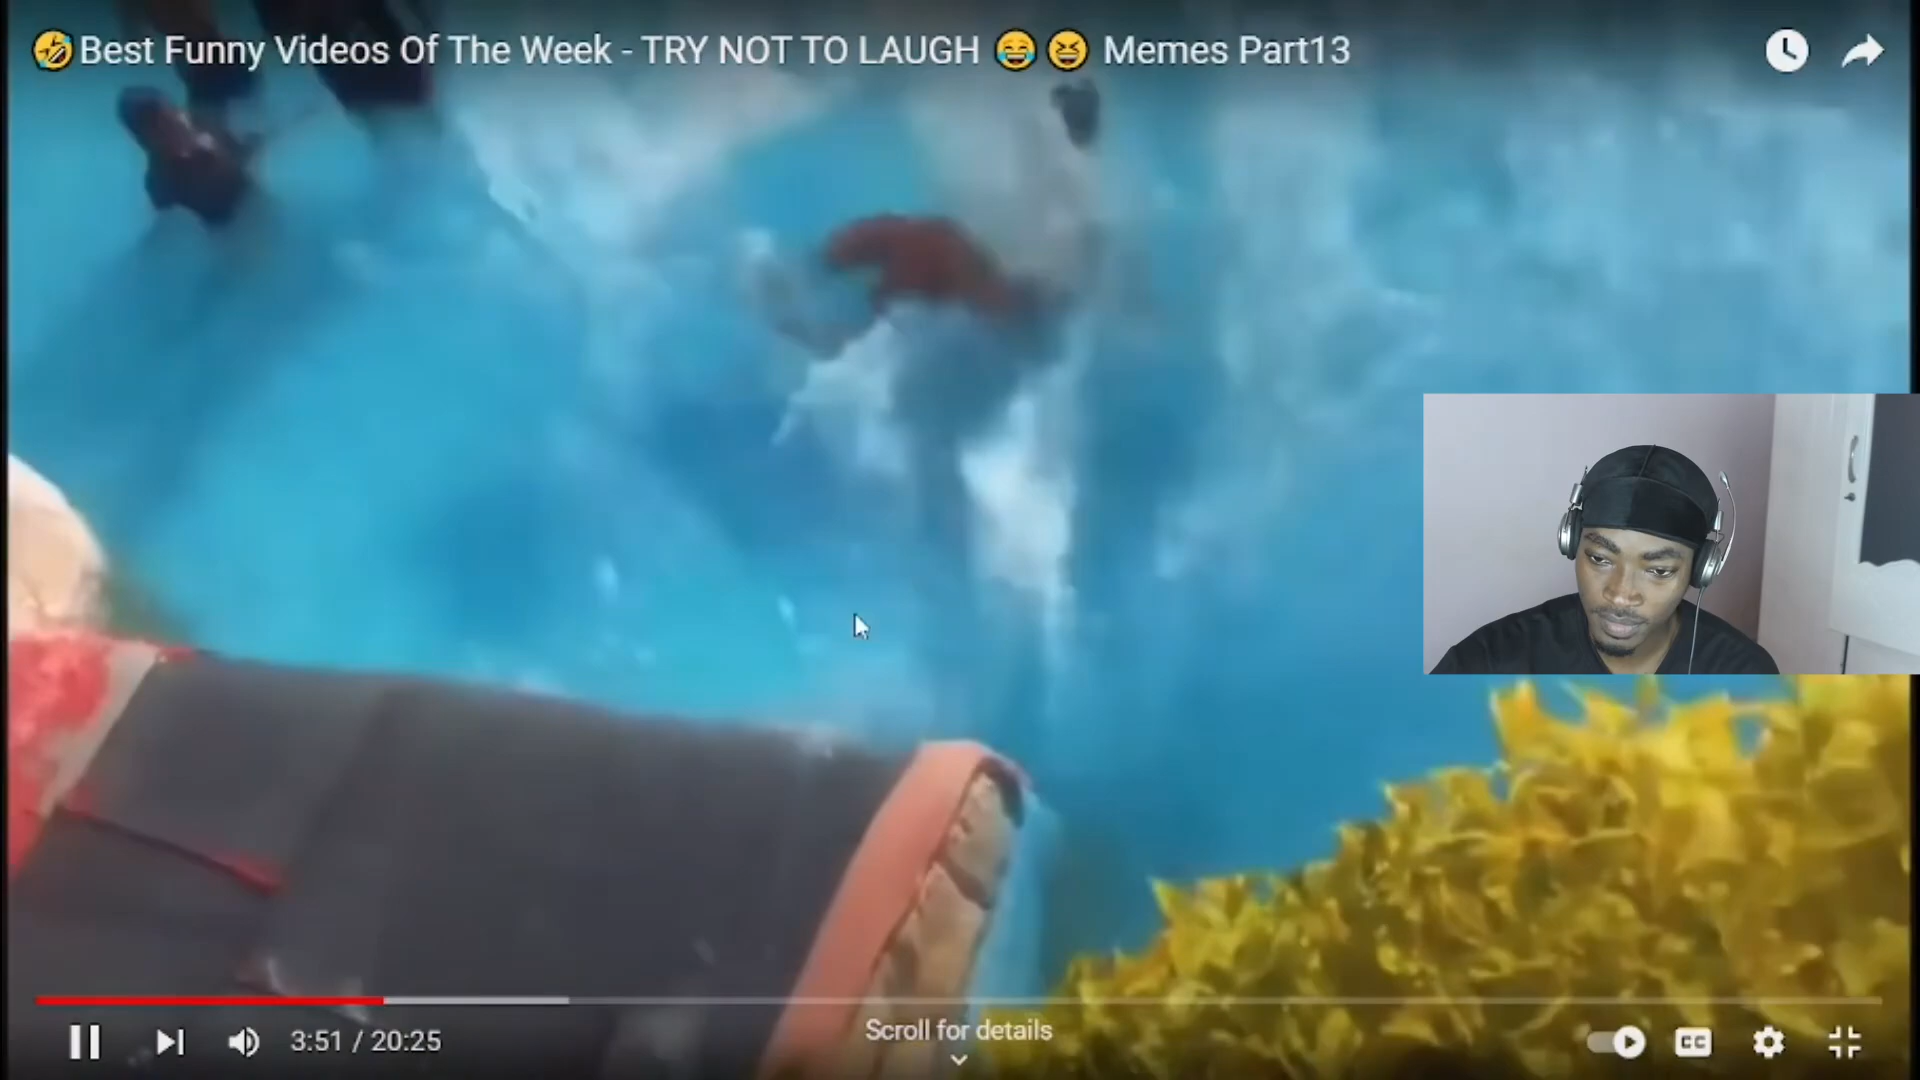 🤣Best Funny Videos Of The Week - TRY NOT TO LAUGH 😂😆 Memes Part13
3:51 / 20:25
Scroll for details
CC